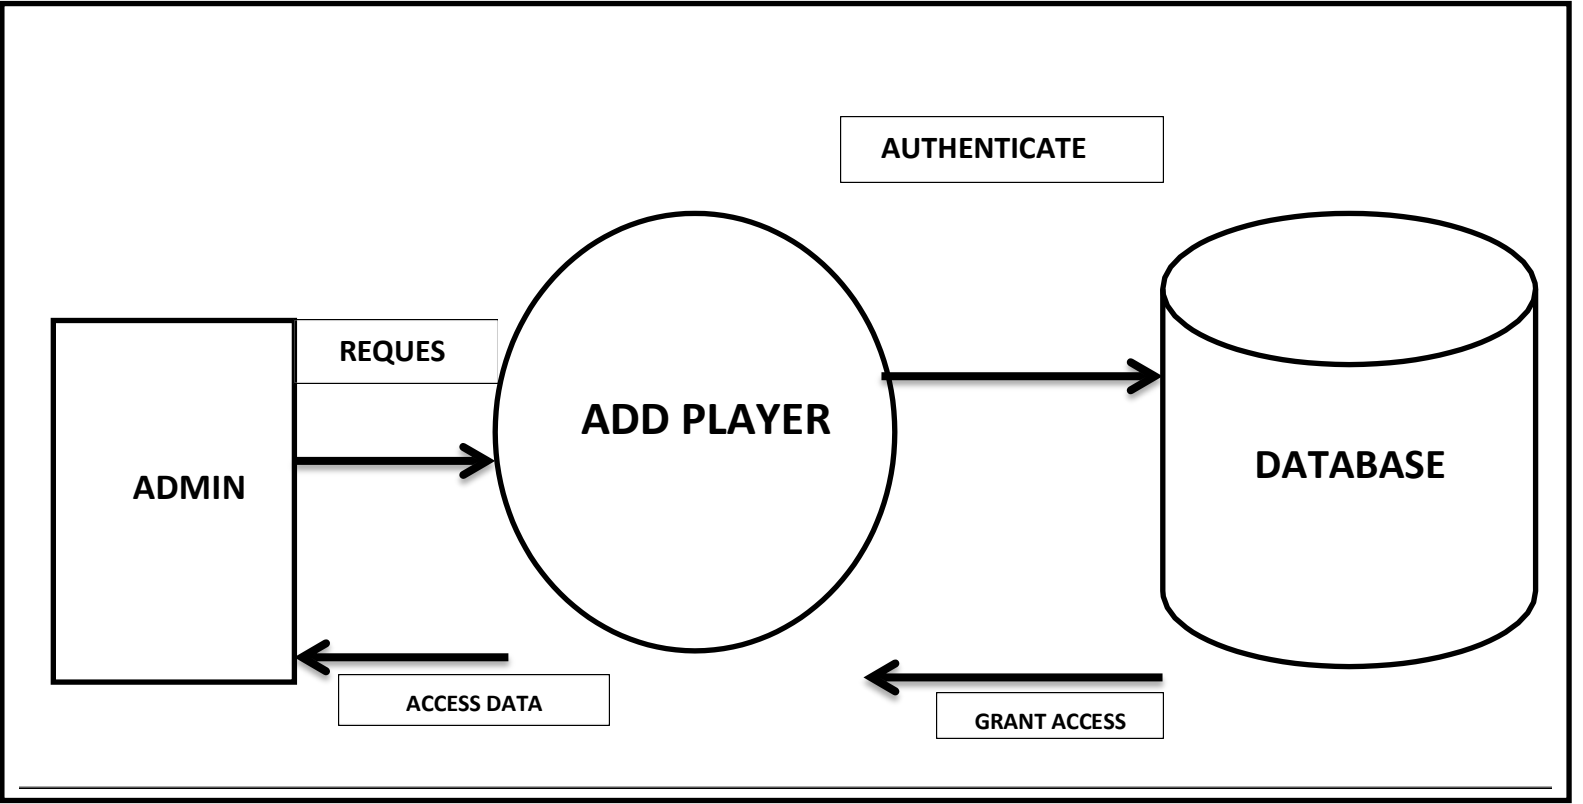 AUTHENTICATE
REQUES
ADD PLAYER
DATABASE
ADMIN
ACCESS DATA
GRANT ACCESS